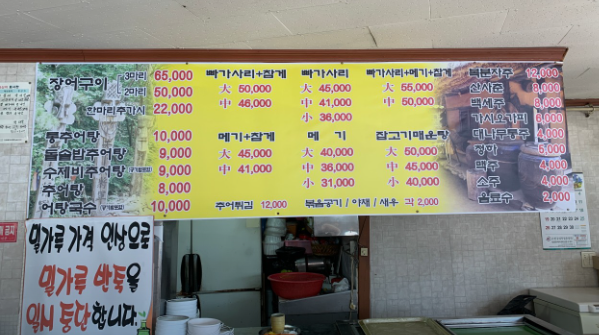 장어구이 3마리 65,000
2마리 50,000
한마리추가시 22,000
통추어탕 10,000
돌솥밥추어탕 9,000
수제비추어탕 9,000
추어탕 8,000
어탕국수 10,000
빠가사리+참게
大 50,000
中 46,000
빠가사리
大 45,000
中 41,000
小 36,000
빠가사리+메기+참게
大 55,000
中 50,000
메기+참게
大 45,000
中 41,000
메기
大 40,000
中 36,000
小 31,000
잡고기매운탕
大 50,000
中 45,000
小 40,000
추어튀김 12,000
볶음공기 / 야채 / 새우 각 2,000
복분자주 12,000
산사춘 9,000
백세주 8,000
가시오가피 6,000
대나무통주
청하 5,000
맥주 4,000
소주 4,000
음료수 2,000
밀가루 가격 인상으로
밀가루 반죽을
일시 중단합니다.